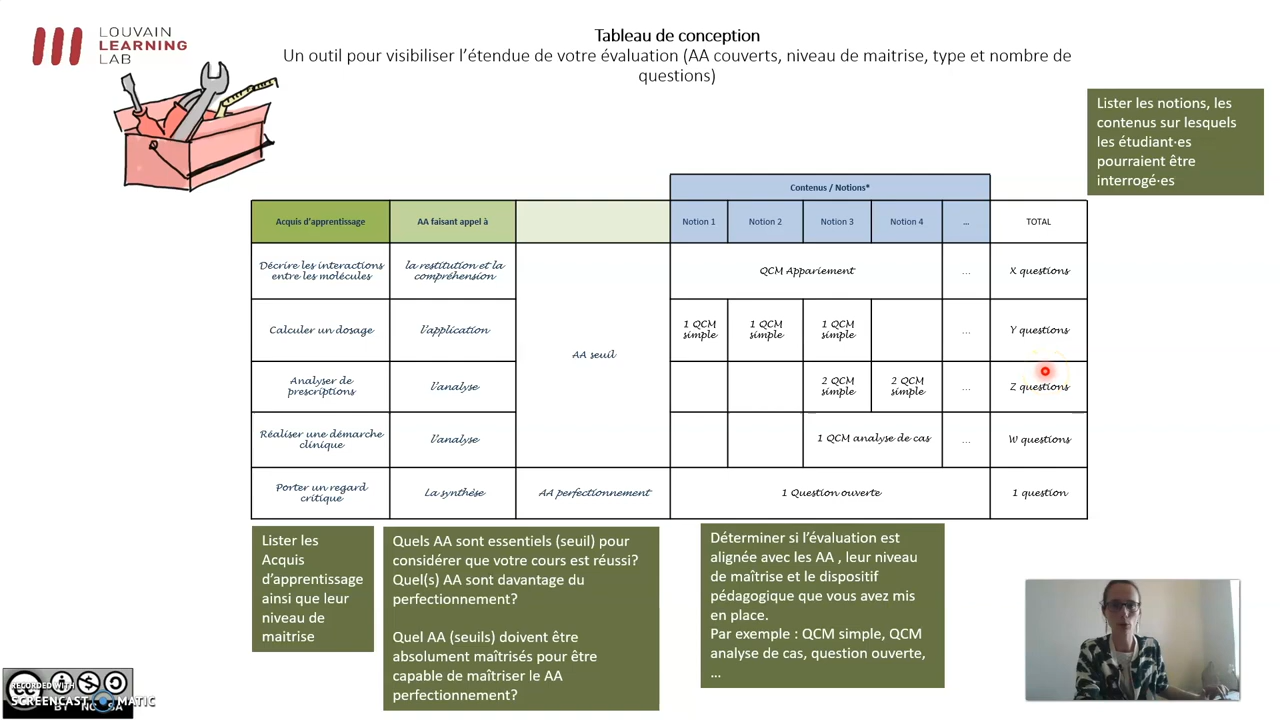 LOUVAIN
LEARNING
LAB
Tableau de conception
Un outil pour visibiliser l'étendue de votre évaluation (AA couverts, niveau de maitrise, type et nombre de
questions)
Lister les notions, les
contenus sur lesquels
les étudiant·es
pourraient être
interrogé·es
Contenus / Notions*
Acquis d'apprentissage
AA faisant appel à
Notion 1
Notion 2
Notion 3
Notion 4
...
TOTAL
Décrire les interactions
entre les molécules
la restitution et la
compréhension
QCM Appariement
...
X questions
Calculer un dosage
l'application
AA seuil
1 QCM
simple
1 QCM
simple
1 QCM
simple
...
Y questions
Analyser de
prescriptions
l'analyse
2 QCM
simple
2 QCM
simple
...
Z questions
Réaliser une démarche
clinique
l'analyse
1 QCM analyse de cas
...
W questions
Porter un regard
critique
La synthèse
AA perfectionnement
1 Question ouverte
1 question
Lister les
Acquis
d'apprentissage
ainsi que leur
niveau de
maitrise
Quels AA sont essentiels (seuil) pour
considérer que votre cours est réussi?
Quel(s) AA sont davantage du
perfectionnement?
Quel AA (seuils) doivent être
absolument maîtrisés pour être
capable de maîtriser le AA
perfectionnement?
Déterminer si l'évaluation est
alignée avec les AA , leur niveau
de maîtrise et le dispositif
pédagogique que vous avez mis
en place.
Par exemple : QCM simple, QCM
analyse de cas, question ouverte,
...
RECORDED WITH
SCREENCAST MATIC
BY